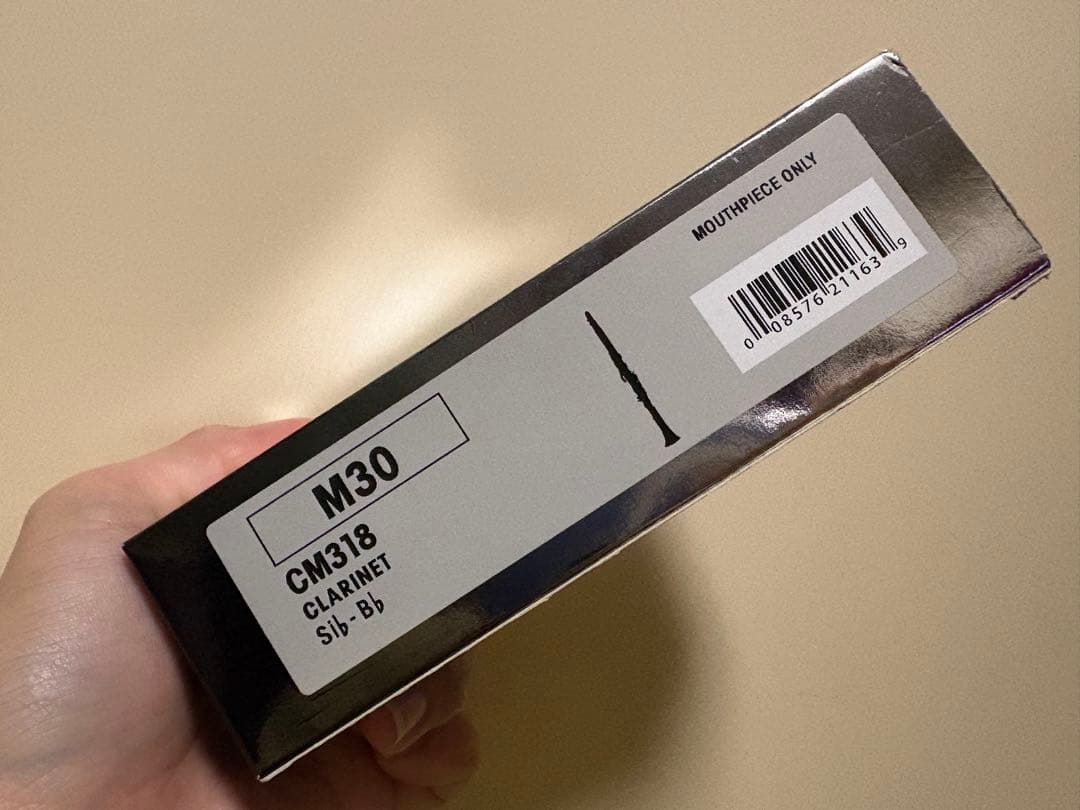 MOUTHPIECE ONLY
0 08576 21163 9
M30
CM318
CLARINET
Si♭-B♭